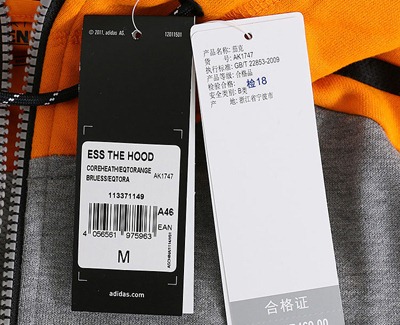 © 2011, adidas AG.
12011501
ESS THE HOOD
COREHEATH/EQTORANGE
BRUESS/EQTORA
AK1747
113371149
A46
EAN
4 056561 975963
M
adidas.com
产品名称: 茄克
货 号: AK1747
执行标准: GB/T 22853-2009
产品等级: 合格品
检验合格: 检18
安全类别: B类
产 地: 浙江省宁波市
合格证